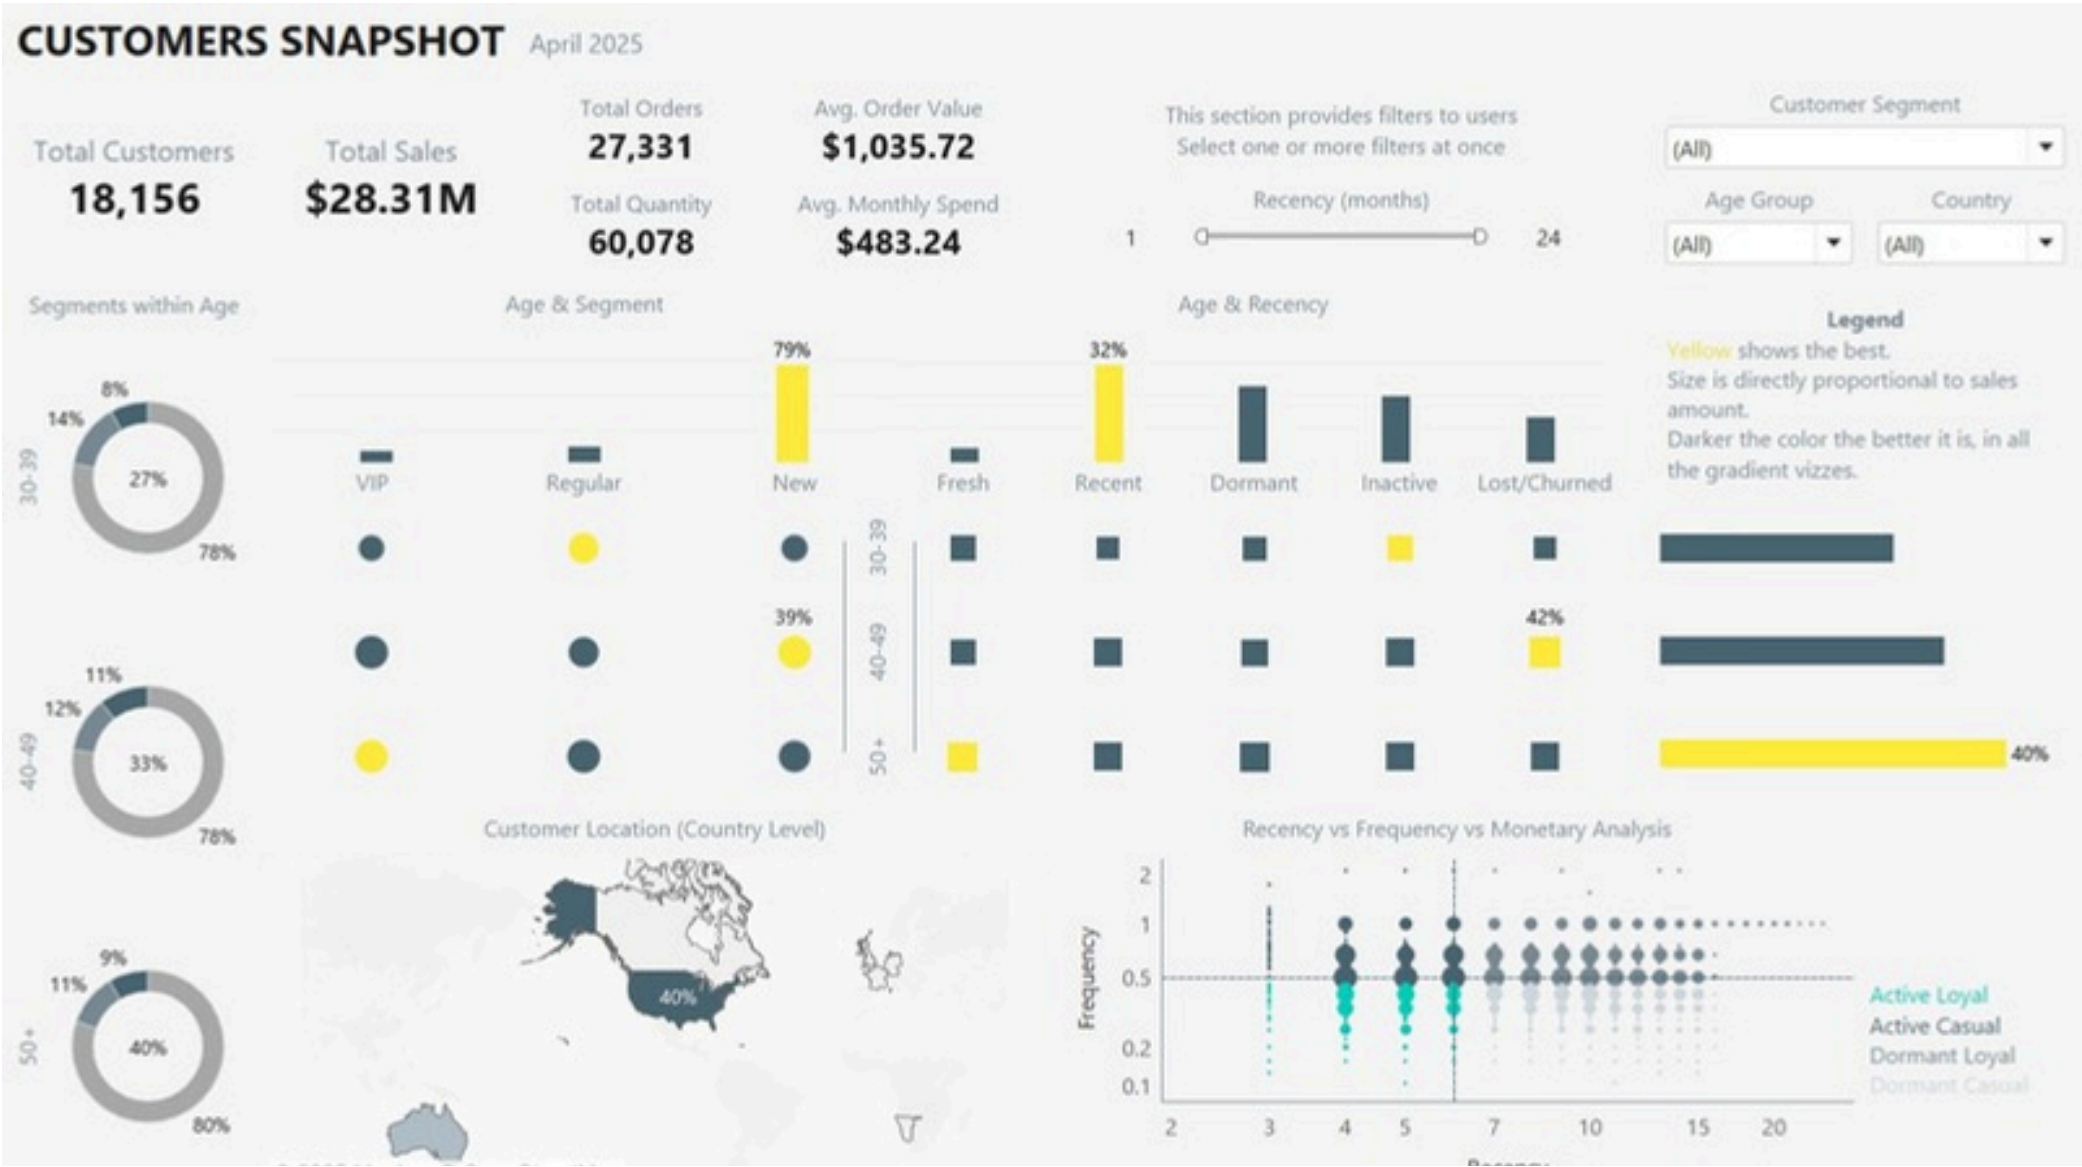 CUSTOMERS SNAPSHOT April 2025
Total Customers
18,156
Total Sales
$28.31M
Total Orders
27,331
Total Quantity
60,078
Avg. Order Value
$1,035.72
Avg. Monthly Spend
$483.24
This section provides filters to users
Select one or more filters at once
Recency (months)
1
24
Customer Segment
(All)
Age Group
(All)
Country
(All)
Segments within Age
30-39
8%
14%
27%
78%
40-49
11%
12%
33%
78%
50+
9%
11%
40%
80%
Age & Segment
79%
VIP
Regular
New
39%
Age & Recency
32%
Fresh
Recent
Dormant
Inactive
Lost/Churned
30-39
40-49
50+
42%
Legend
Yellow shows the best.
Size is directly proportional to sales
amount.
Darker the color the better it is, in all
the gradient vizzes.
40%
Customer Location (Country Level)
40%
Recency vs Frequency vs Monetary Analysis
Frequency
2
1
0.5
0.2
0.1
2
3
4
5
7
10
15
20
Recency
Active Loyal
Active Casual
Dormant Loyal
Dormant Casual